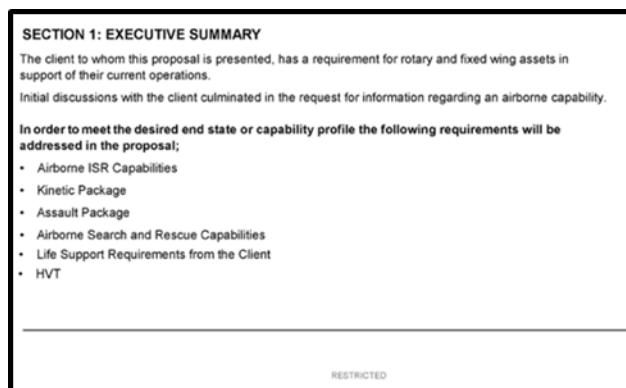 SECTION 1: EXECUTIVE SUMMARY
The client to whom this proposal is presented, has a requirement for rotary and fixed wing assets in
support of their current operations.
Initial discussions with the client culminated in the request for information regarding an airborne capability.
In order to meet the desired end state or capability profile the following requirements will be
addressed in the proposal;
• Airborne ISR Capabilities
• Kinetic Package
• Assault Package
• Airborne Search and Rescue Capabilities
• Life Support Requirements from the Client
• HVT
RESTRICTED